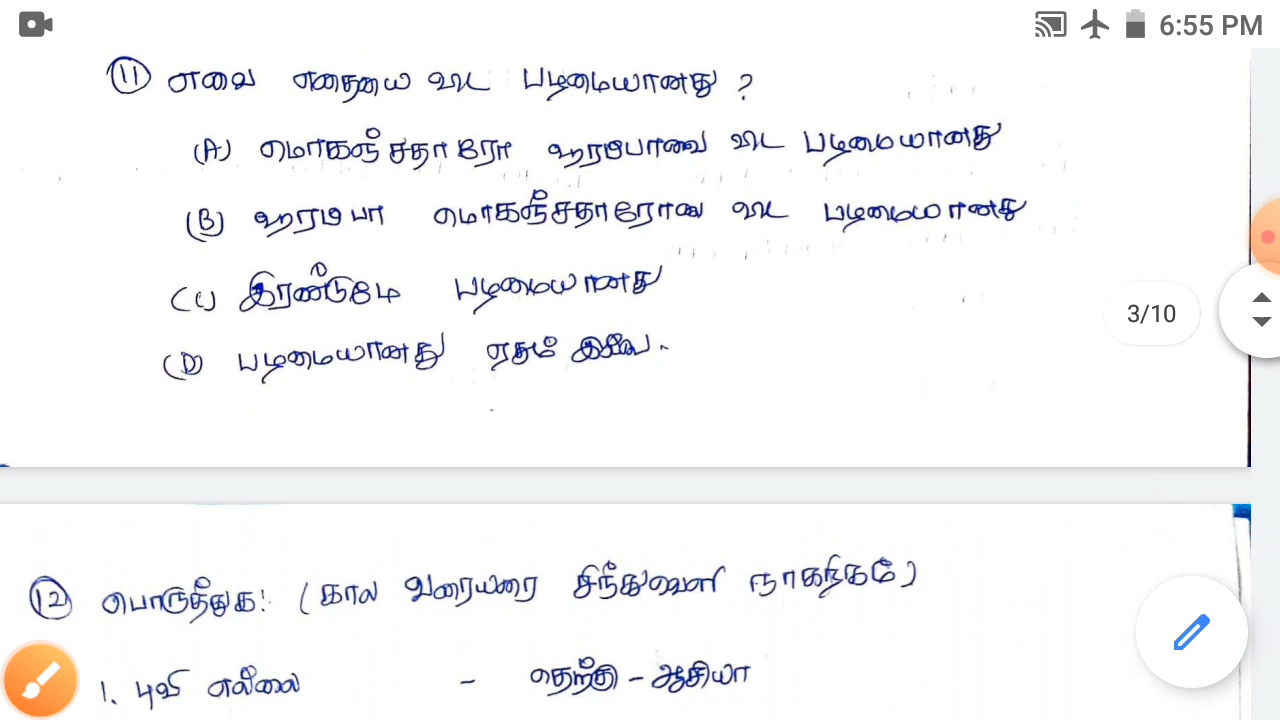 6:55 PM
11 எவை எதையை விட பழமையானது ?
(A) மொகஞ்சதாரோ ஹரப்பாவை விட பழமையானது
(B) ஹரப்பா மொகஞ்சதாரோவை விட பழமையானது
(C) இரண்டுமே பழமையானது
3/10
(D) பழமையானது ஏதும் இல்லை.
12 பொருத்துக! (கால வரையரை சிந்துவெளி நாகரிகம்)
1. புவி எல்லை - தெற்கு - ஆசியா